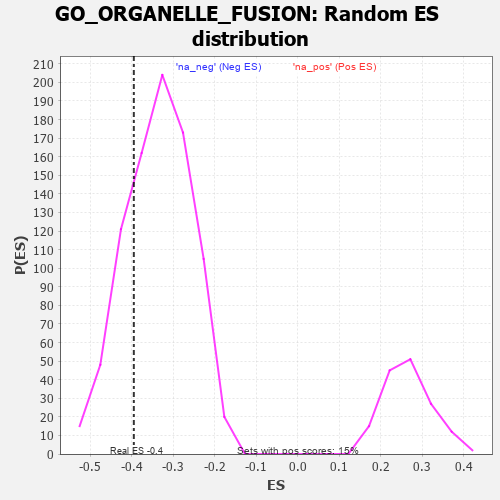 GO_ORGANELLE_FUSION: Random ES
distribution
'na_neg' (Neg ES)
'na_pos' (Pos ES)
210
200
190
180
170
160
150
140
130
120
110
100
90
80
70
60
50
40
30
20
10
0
P(ES)
Real ES -0.4
Sets with pos scores: 15%
-0.5 -0.4 -0.3 -0.2 -0.1 0.0 0.1 0.2 0.3 0.4
ES